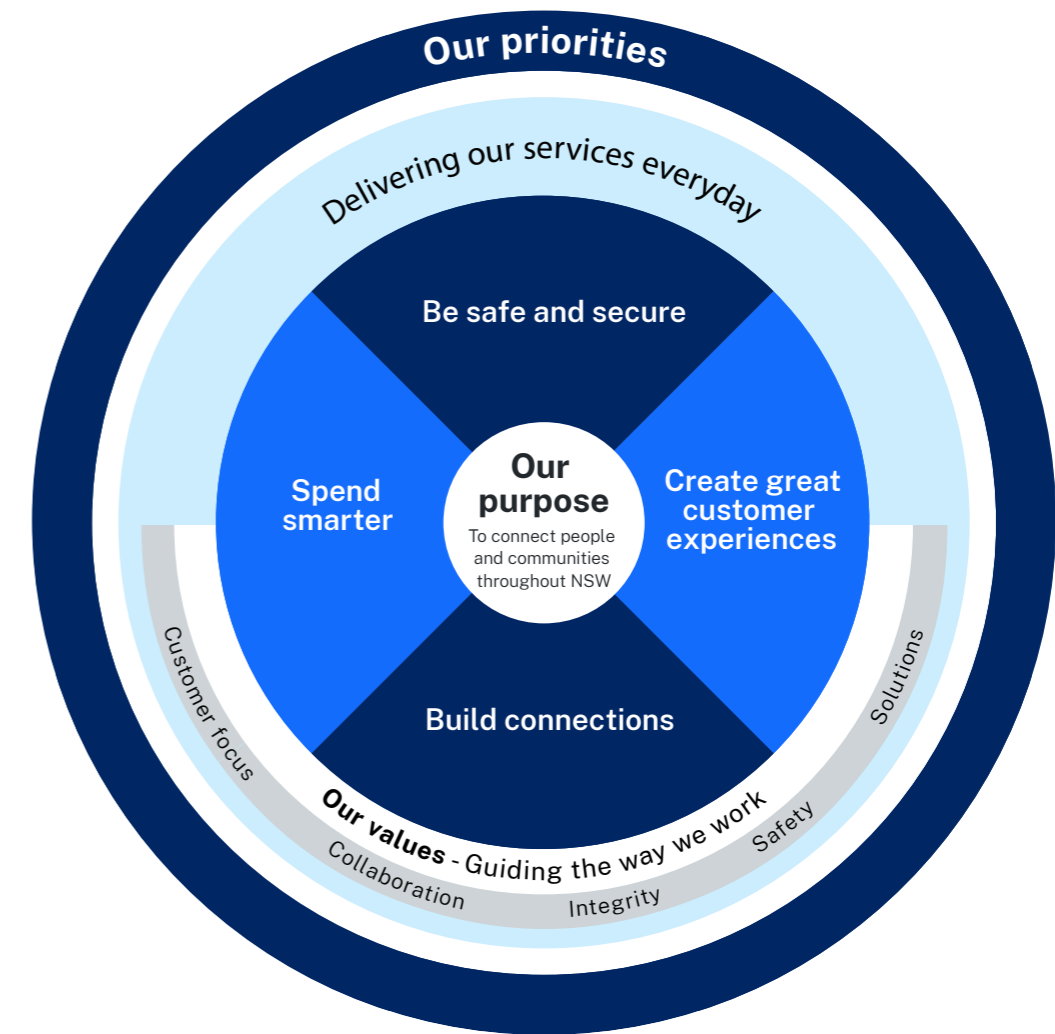 Our priorities
Delivering our services everyday
Be safe and secure
Spend
smarter
Our
purpose
To connect people
and communities
throughout NSW
Create great
customer
experiences
Build connections
Our values - Guiding the way we work
Customer focus
Collaboration
Integrity
Safety
Solutions